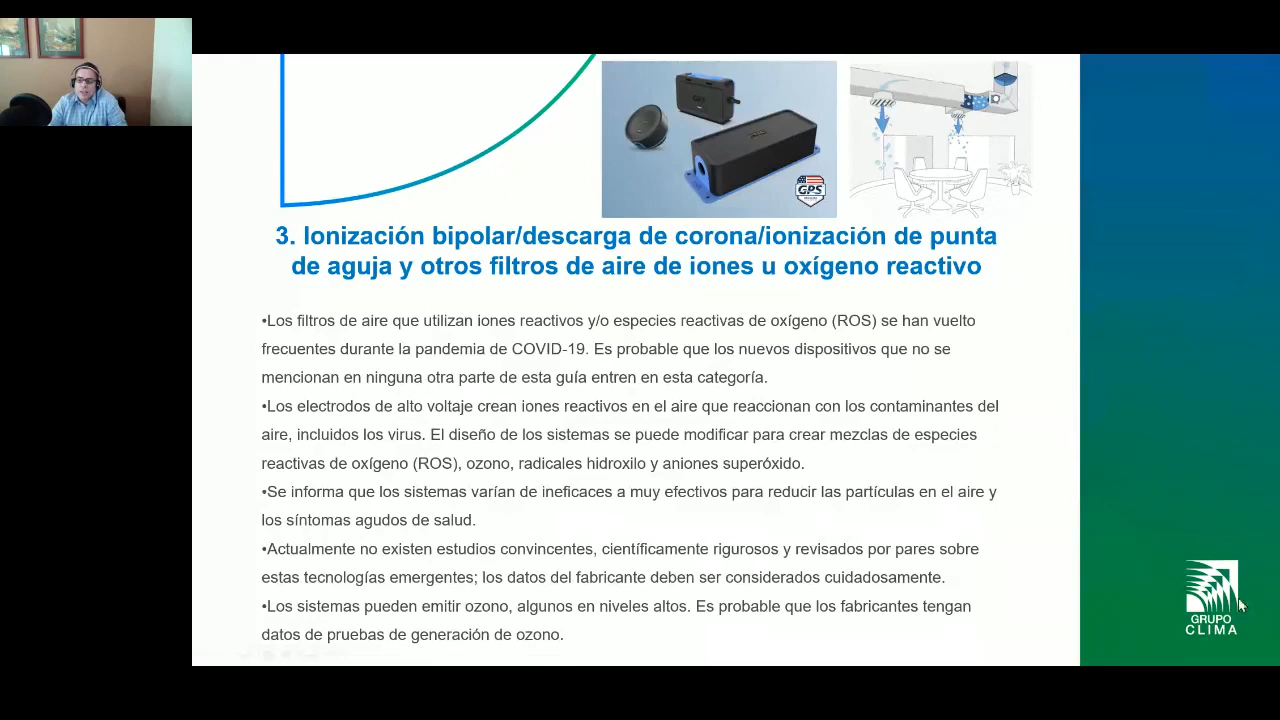 GPS
3. Ionización bipolar/descarga de corona/ionización de punta
de aguja y otros filtros de aire de iones u oxígeno reactivo
•Los filtros de aire que utilizan iones reactivos y/o especies reactivas de oxígeno (ROS) se han vuelto
frecuentes durante la pandemia de COVID-19. Es probable que los nuevos dispositivos que no se
mencionan en ninguna otra parte de esta guía entren en esta categoría.
•Los electrodos de alto voltaje crean iones reactivos en el aire que reaccionan con los contaminantes del
aire, incluidos los virus. El diseño de los sistemas se puede modificar para crear mezclas de especies
reactivas de oxígeno (ROS), ozono, radicales hidroxilo y aniones superóxido.
•Se informa que los sistemas varían de ineficaces a muy efectivos para reducir las partículas en el aire y
los síntomas agudos de salud.
•Actualmente no existen estudios convincentes, científicamente rigurosos y revisados por pares sobre
estas tecnologías emergentes; los datos del fabricante deben ser considerados cuidadosamente.
•Los sistemas pueden emitir ozono, algunos en niveles altos. Es probable que los fabricantes tengan
datos de pruebas de generación de ozono.
GRUPO
CLIMA